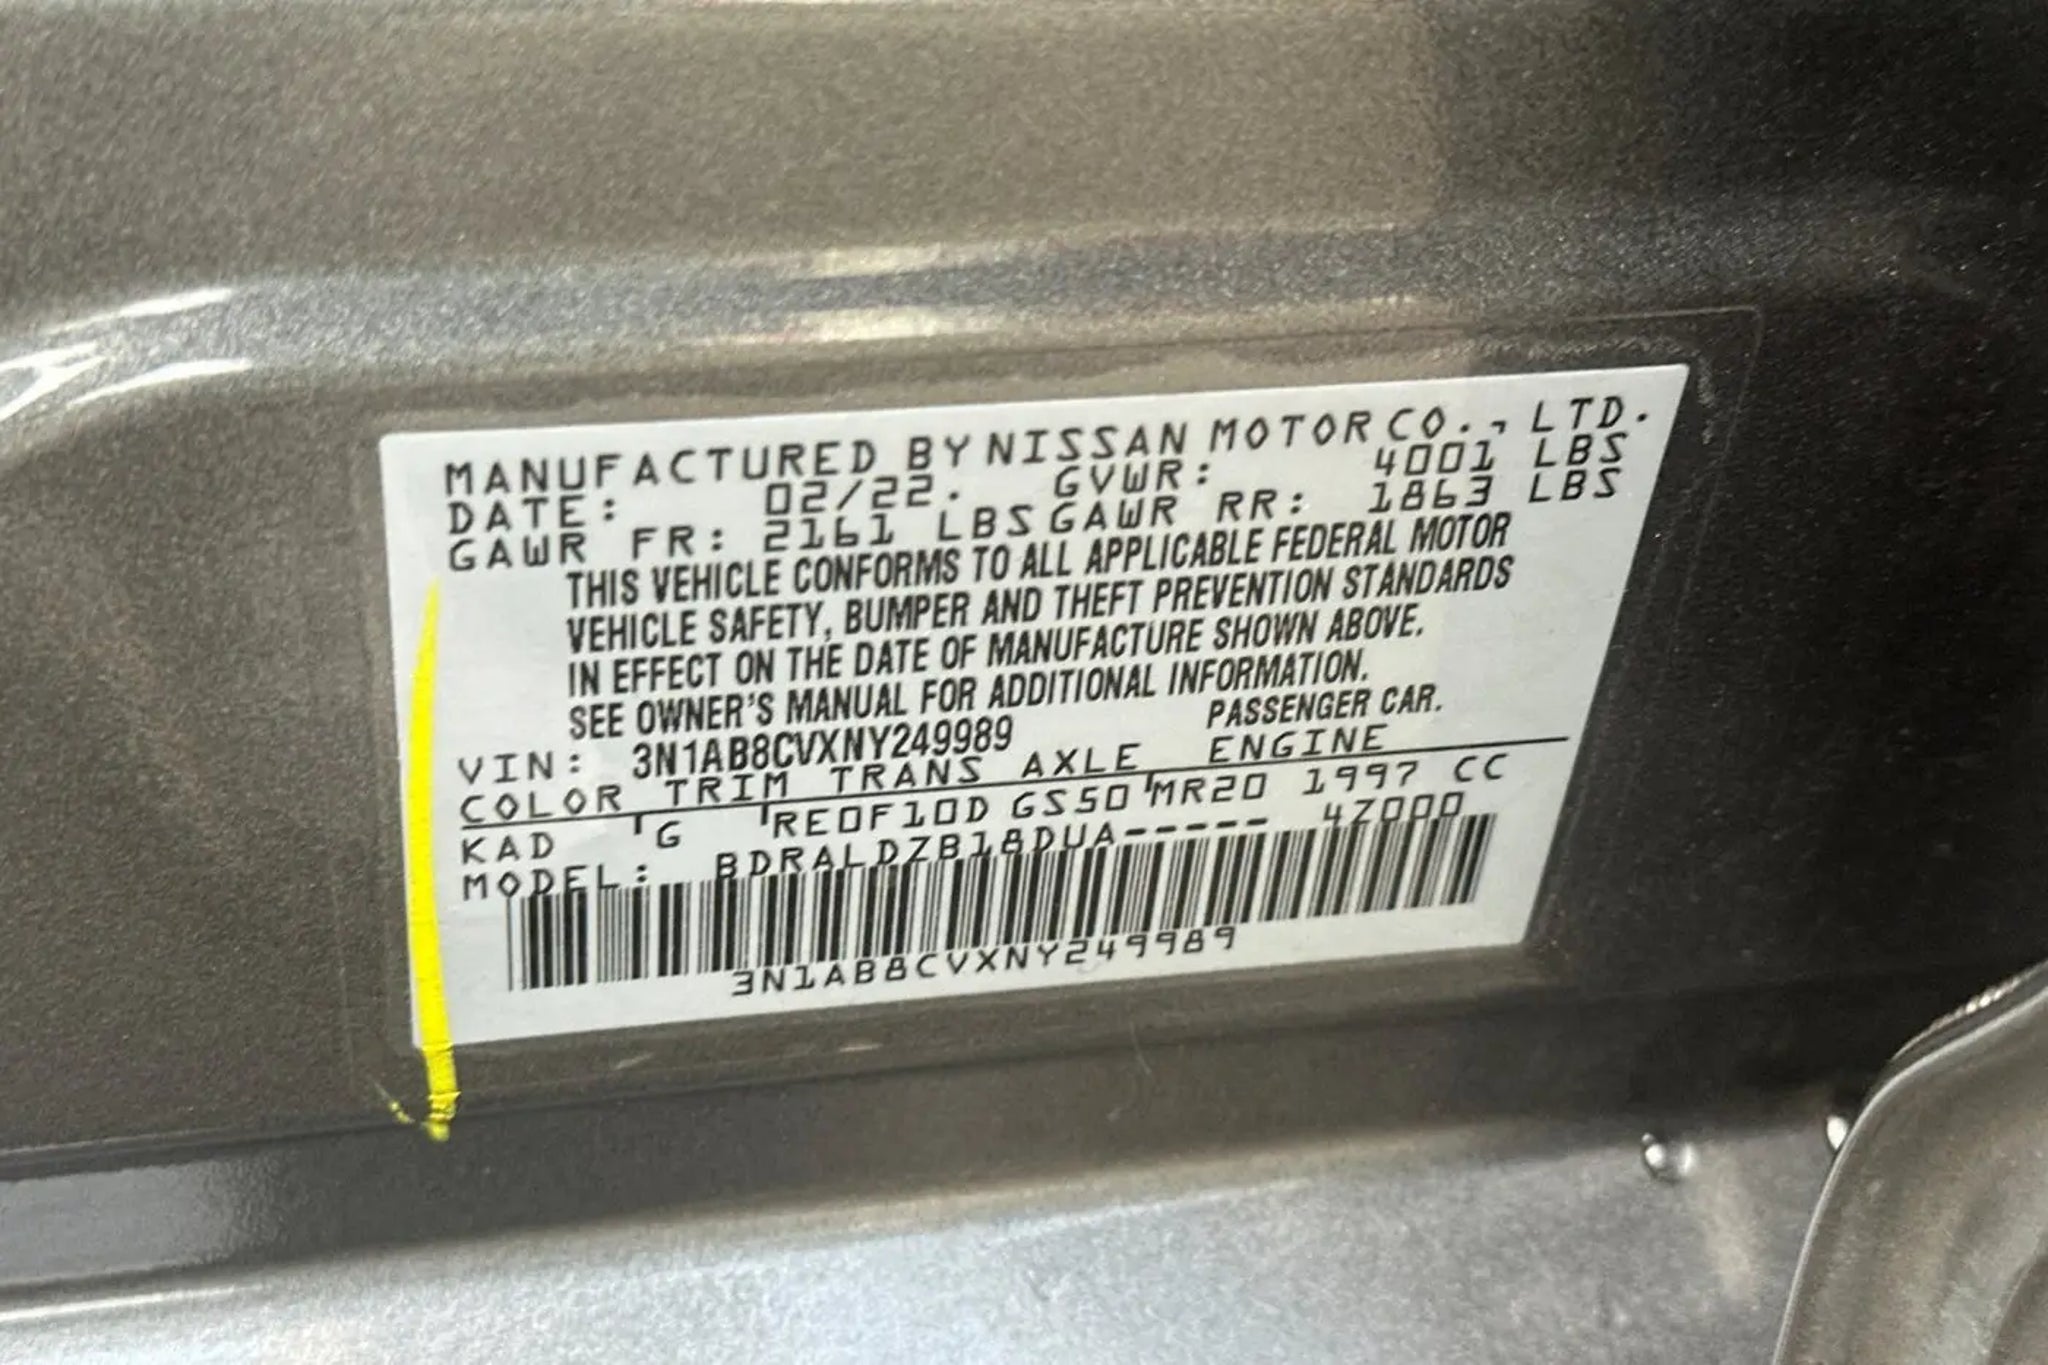 MANUFACTURED BY NISSAN MOTOR CO., LTD.
DATE: 02/22. GVWR: 4001 LBS
GAWR FR: 2161 LBS GAWR RR: 1863 LBS
THIS VEHICLE CONFORMS TO ALL APPLICABLE FEDERAL MOTOR
VEHICLE SAFETY, BUMPER AND THEFT PREVENTION STANDARDS
IN EFFECT ON THE DATE OF MANUFACTURE SHOWN ABOVE.
SEE OWNER'S MANUAL FOR ADDITIONAL INFORMATION.
VIN: 3N1AB8CVXNY249989 PASSENGER CAR.
COLOR TRIM TRANS AXLE ENGINE
KAD G RE0F10D GS50 MR20 1997 CC
MODEL: BDRALDZB18DUA----- 4Z000
3N1AB8CVXNY249989